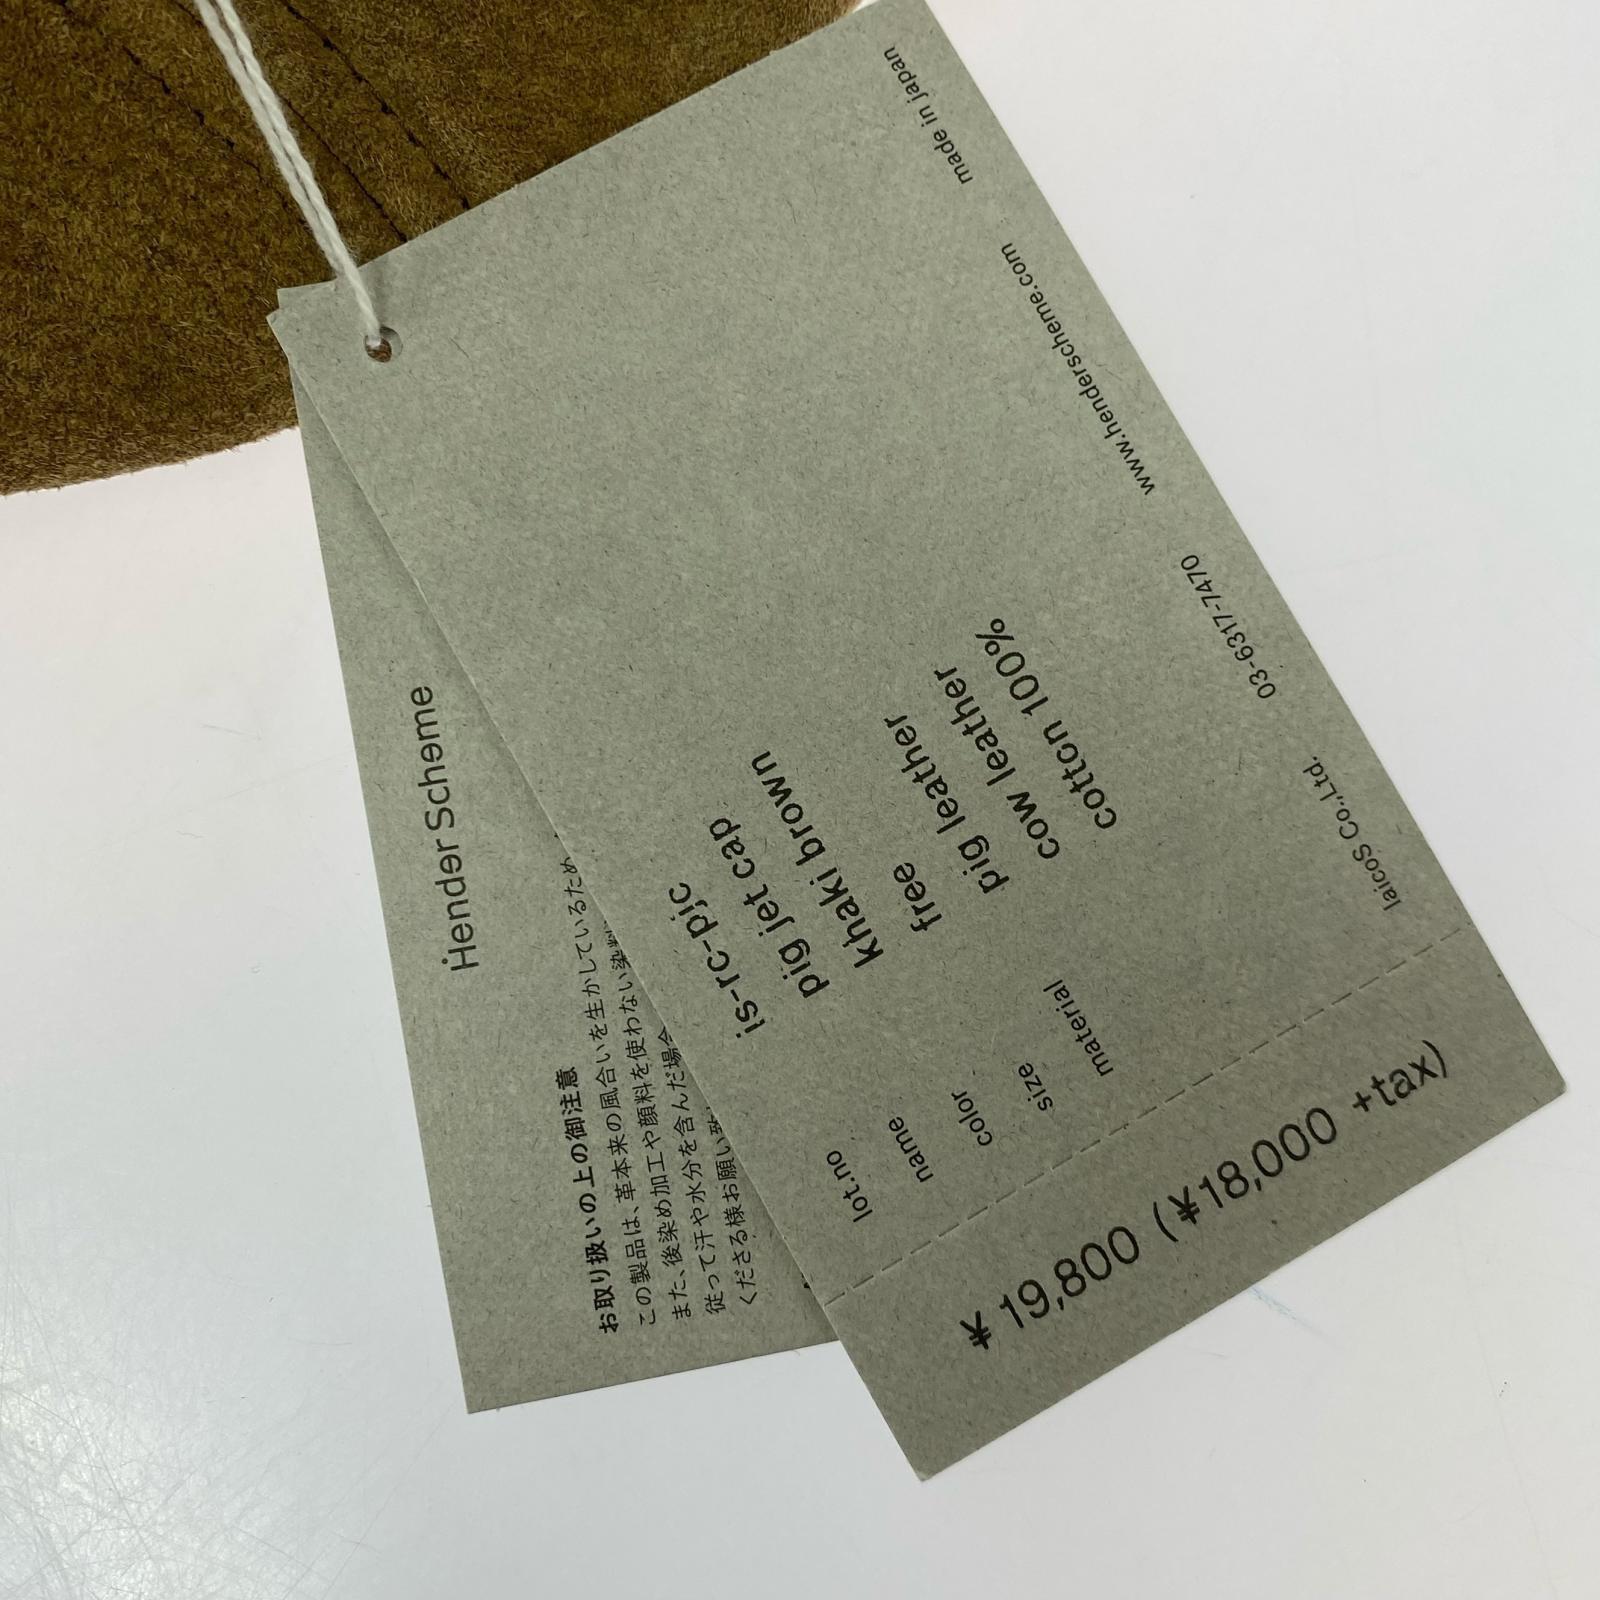 Hender Scheme
お取り扱いの上の御注意
この製品は、革本来の風合いを生かしているため、
また、後染め加工や顔料を使わない染料
従って汗や水分を含んだ場合
くださる様お願い致
lot.no is-rc-pjc
name pig jet cap
color khaki brown
size free
material pig leather
cow leather
cotton 100%
laicoS Co.,Ltd. 03-6317-7470 www.henderscheme.com made in japan
¥ 19,800 (¥18,000 +tax)